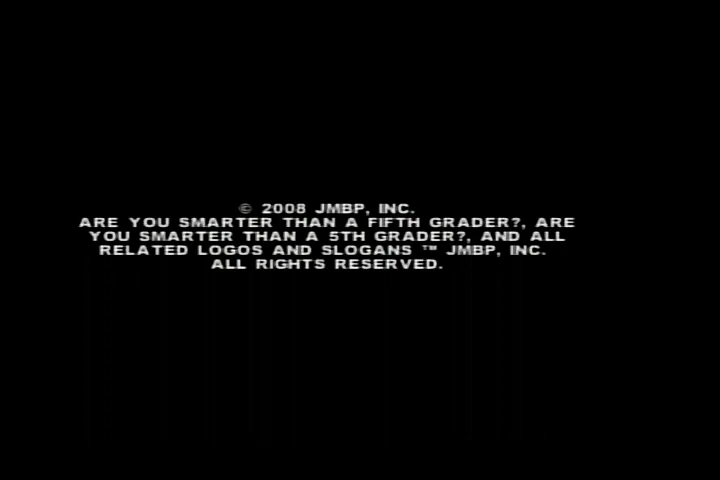 © 2008 JMBP, INC.
ARE YOU SMARTER THAN A FIFTH GRADER?, ARE
YOU SMARTER THAN A 5TH GRADER?, AND ALL
RELATED LOGOS AND SLOGANS ™ JMBP, INC.
ALL RIGHTS RESERVED.